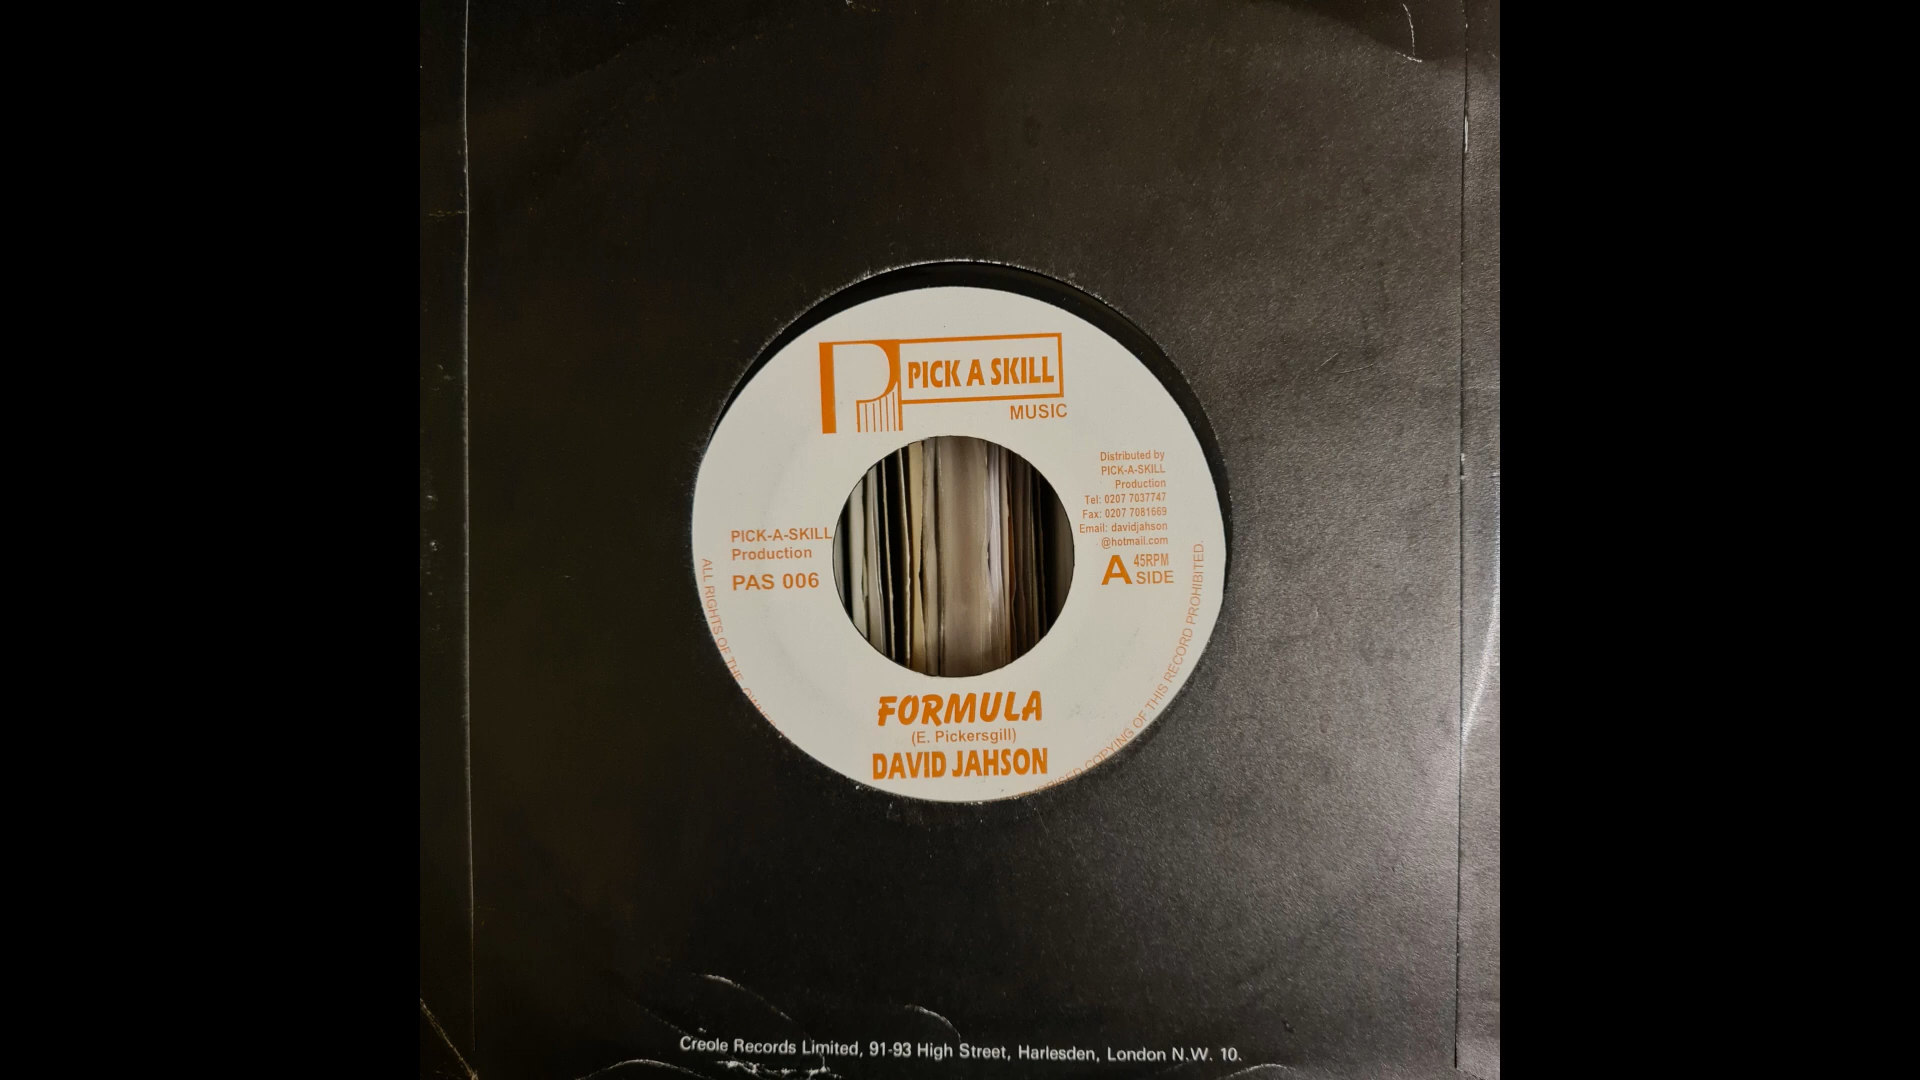 PICK A SKILL
MUSIC
Distributed by
PICK-A-SKILL
Production
Tel: 0207 7037747
Fax: 0207 7081669
Email: davidjahson
@hotmail.com
A 45RPM
SIDE
PICK-A-SKILL
Production
PAS 006
ALL RIGHTS OF THE
COPYING OF THIS RECORD PROHIBITED.
FORMULA
(E. Pickersgill)
DAVID JAHSON
Creole Records Limited, 91-93 High Street, Harlesden, London N.W. 10.